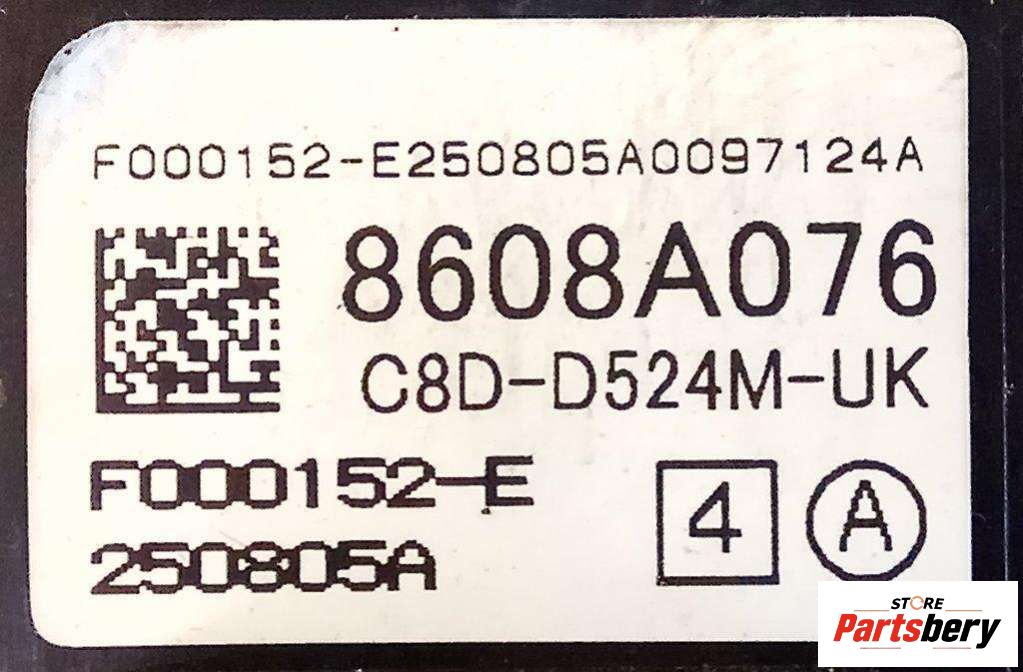 F000152-E250805A0097124A
8608A076
C8D-D524M-UK
F000152-E
250805A
4
A
STORE
Partsbery